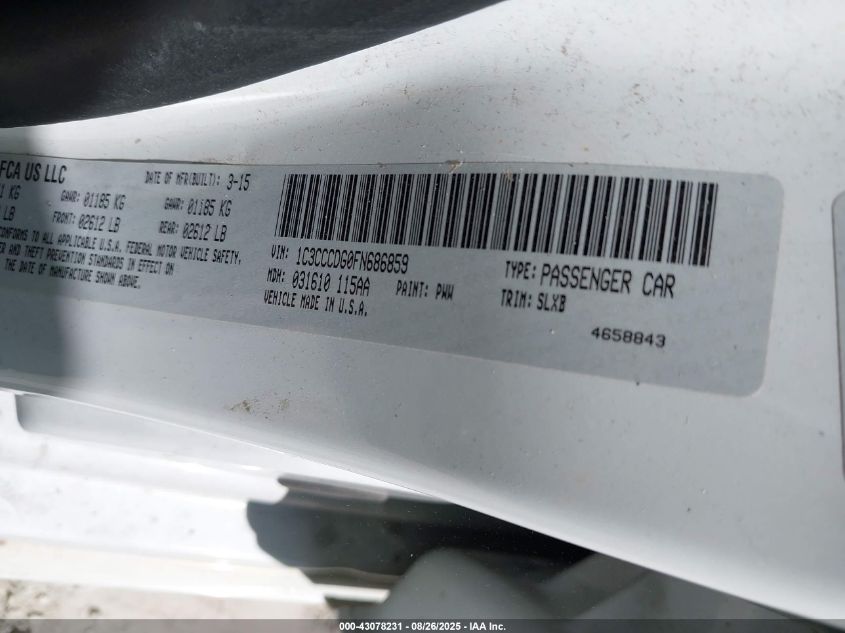 FCA US LLC
DATE OF MFR(BUILT): 3-15
KG GAWR: 01185 KG GAWR: 01185 KG
LB FRONT: 02612 LB REAR: 02612 LB
CONFORMS TO ALL APPLICABLE U.S.A. FEDERAL MOTOR VEHICLE SAFETY,
AND THEFT PREVENTION STANDARDS IN EFFECT
THE DATE OF MANUFACTURE SHOWN ABOVE.
VIN: 1C3CCCDG0FN686859
TYPE: PASSENGER CAR
MDH: 031610 115AA PAINT: PWW
TRIM: SLXB
VEHICLE MADE IN U.S.A.
4658843
000-43078231 - 08/26/2025 - IAA Inc.